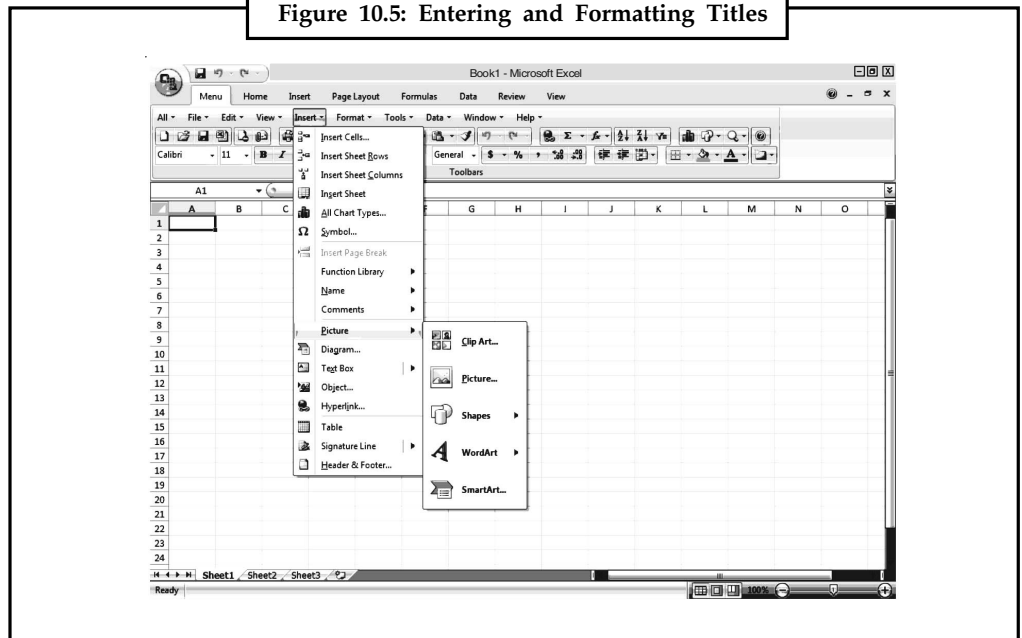 Figure 10.5: Entering and Formatting Titles
Book1 - Microsoft Excel
Menu Home Insert Page Layout Formulas Data Review View
All File Edit View Insert Format Tools Data Window Help
Calibri 11 B I General $ % ,
Toolbars
A1
A B C F G H I J K L M N O
1
2
3
4
5
6
7
8
9
10
11
12
13
14
15
16
17
18
19
20
21
22
23
24
Insert Cells...
Insert Sheet Rows
Insert Sheet Columns
Insert Sheet
All Chart Types...
Symbol...
Insert Page Break
Function Library
Name
Comments
Picture
Diagram...
Text Box
Object...
Hyperlink...
Table
Signature Line
Header & Footer...
Clip Art...
Picture...
Shapes
WordArt
SmartArt...
Sheet1 Sheet2 Sheet3
Ready 100%